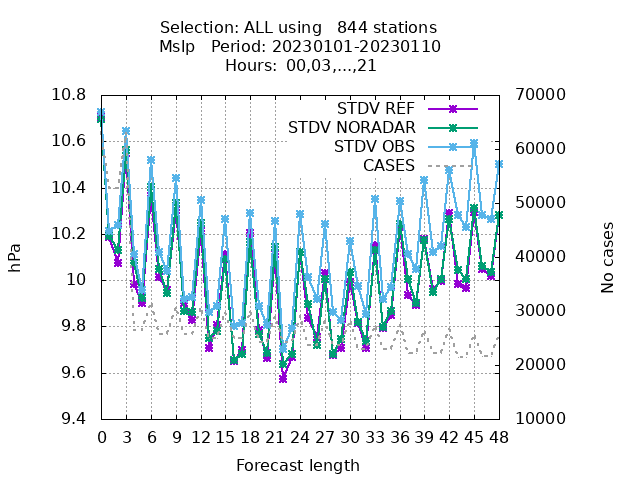 Selection: ALL using   844 stations
Mslp   Period: 20230101-20230110
Hours: 00,03,...,21
10.8
10.6
10.4
10.2
10
9.8
9.6
9.4
70000
60000
50000
40000
30000
20000
10000
hPa
No cases
STDV REF
STDV NORADAR
STDV OBS
CASES
0 3 6 9 12 15 18 21 24 27 30 33 36 39 42 45 48
Forecast length